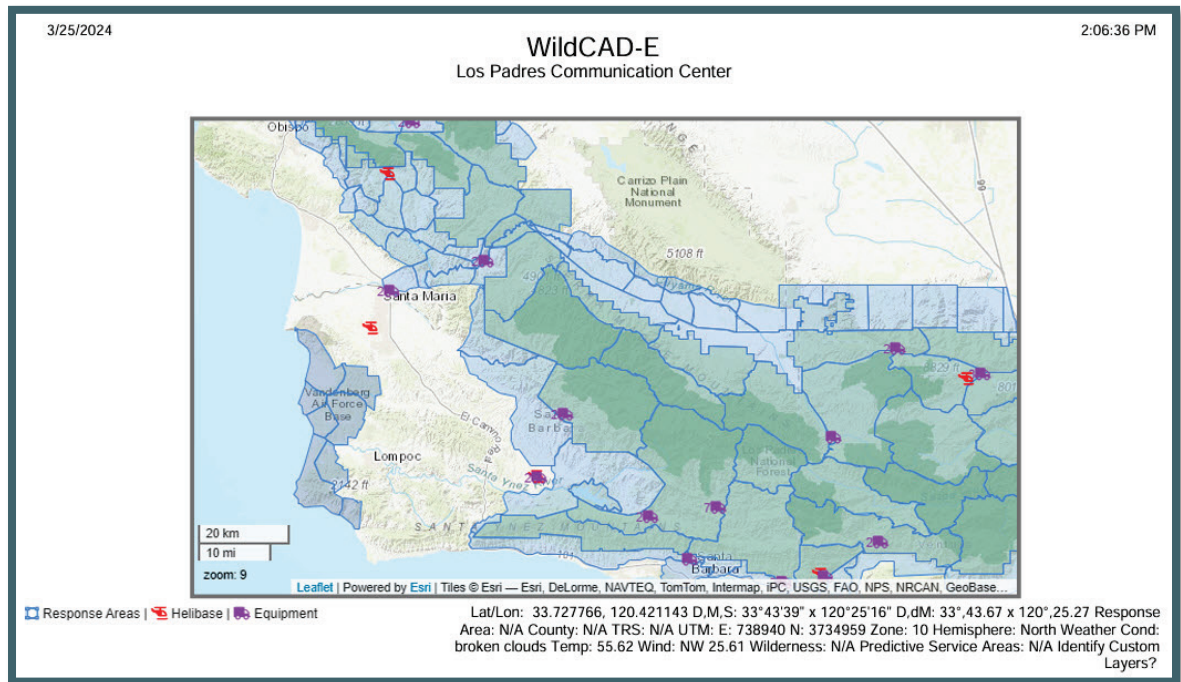 3/25/2024
2:06:36 PM
WildCAD-E
Los Padres Communication Center
Obispo
Carrizo Plain
National
Monument
5108 ft
Santa Maria
Vandenberg
Air Force
Base
El Camino Real
Lompoc
Santa Ynez River
2142 ft
SANTA YNEZ MOUNTAINS
National
Forest
Santa
Barbara
20 km
10 mi
zoom: 9
Leaflet | Powered by Esri | Tiles © Esri — Esri, DeLorme, NAVTEQ, TomTom, Intermap, iPC, USGS, FAO, NPS, NRCAN, GeoBase...
Response Areas | Helibase | Equipment
Lat/Lon: 33.727766, 120.421143 D,M,S: 33°43'39" x 120°25'16" D,dM: 33°,43.67 x 120°,25.27 Response
Area: N/A County: N/A TRS: N/A UTM: E: 738940 N: 3734959 Zone: 10 Hemisphere: North Weather Cond:
broken clouds Temp: 55.62 Wind: NW 25.61 Wilderness: N/A Predictive Service Areas: N/A Identify Custom
Layers?